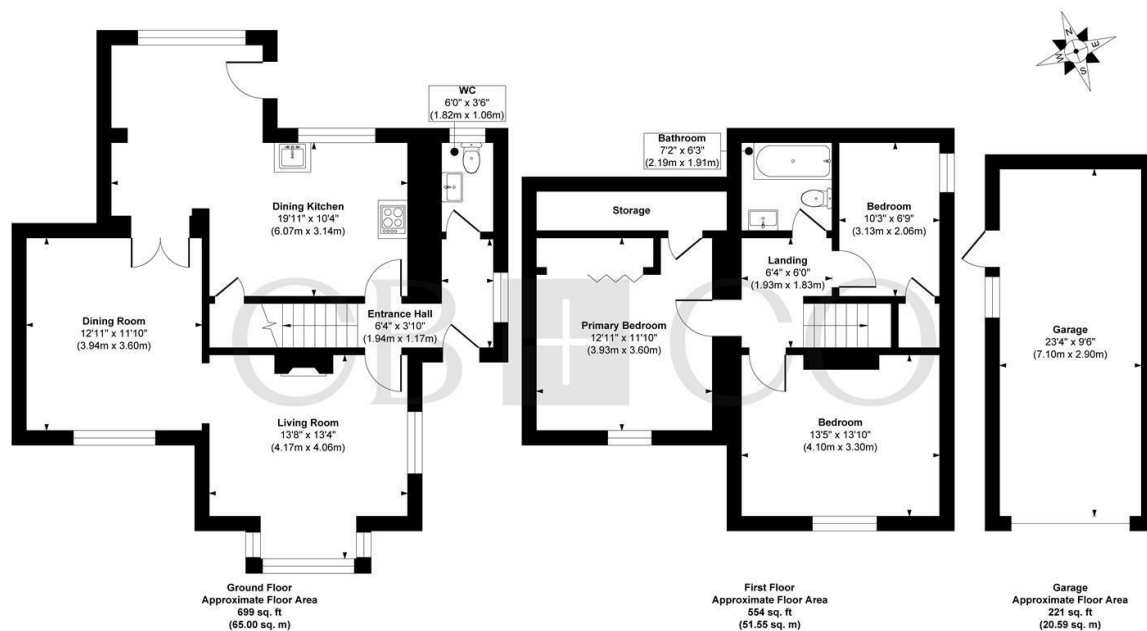 N
E
S
W
WC
6'0" x 3'6"
(1.82m x 1.06m)
Bathroom
7'2" x 6'3"
(2.19m x 1.91m)
Dining Kitchen
19'11" x 10'4"
(6.07m x 3.14m)
Storage
Bedroom
10'3" x 6'9"
(3.13m x 2.06m)
Landing
6'4" x 6'0"
(1.93m x 1.83m)
Dining Room
12'11" x 11'10"
(3.94m x 3.60m)
Entrance Hall
6'4" x 3'10"
(1.94m x 1.17m)
Primary Bedroom
12'11" x 11'10"
(3.93m x 3.60m)
Garage
23'4" x 9'6"
(7.10m x 2.90m)
OB CO
Living Room
13'8" x 13'4"
(4.17m x 4.06m)
Bedroom
13'5" x 13'10"
(4.10m x 3.30m)
Ground Floor
Approximate Floor Area
699 sq. ft
(65.00 sq. m)
First Floor
Approximate Floor Area
554 sq. ft
(51.55 sq. m)
Garage
Approximate Floor Area
221 sq. ft
(20.59 sq. m)